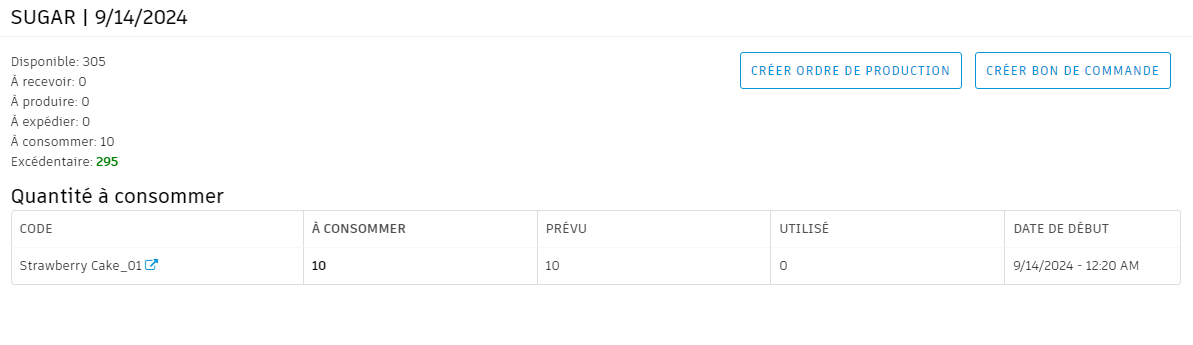 SUGAR | 9/14/2024
Disponible: 305
À recevoir: 0
À produire: 0
À expédier: 0
À consommer: 10
Excédentaire: 295
CRÉER ORDRE DE PRODUCTION CRÉER BON DE COMMANDE
Quantité à consommer
CODE À CONSOMMER PRÉVU UTILISÉ DATE DE DÉBUT
Strawberry Cake_01 10 10 0 9/14/2024 - 12:20 AM